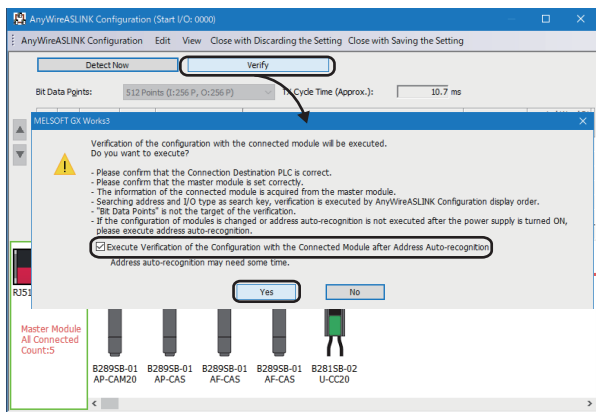 AnyWireASLINK Configuration (Start I/O: 0000)
AnyWireASLINK Configuration Edit View Close with Discarding the Setting Close with Saving the Setting
Detect Now Verify
Bit Data Points: 512 Points (I:256 P, O:256 P) TX Cycle Time (Approx.): 10.7 ms
MELSOFT GX Works3
Verification of the configuration with the connected module will be executed.
Do you want to execute?
- Please confirm that the Connection Destination PLC is correct.
- Please confirm that the master module is set correctly.
- The information of the connected module is acquired from the master module.
- Searching address and I/O type as search key, verification is executed by AnyWireASLINK Configuration display order.
- "Bit Data Points" is not the target of the verification.
- If the configuration of modules is changed or address auto-recognition is not executed after the power supply is turned ON,
please execute address auto-recognition.
Execute Verification of the Configuration with the Connected Module after Address Auto-recognition
Address auto-recognition may need some time.
Yes No
RJ51
Master Module
All Connected
Count:5
B289SB-01 B289SB-01 B289SB-01 B289SB-01 B281SB-02
AP-CAM20 AP-CAS AF-CAS AF-CAS U-CC20